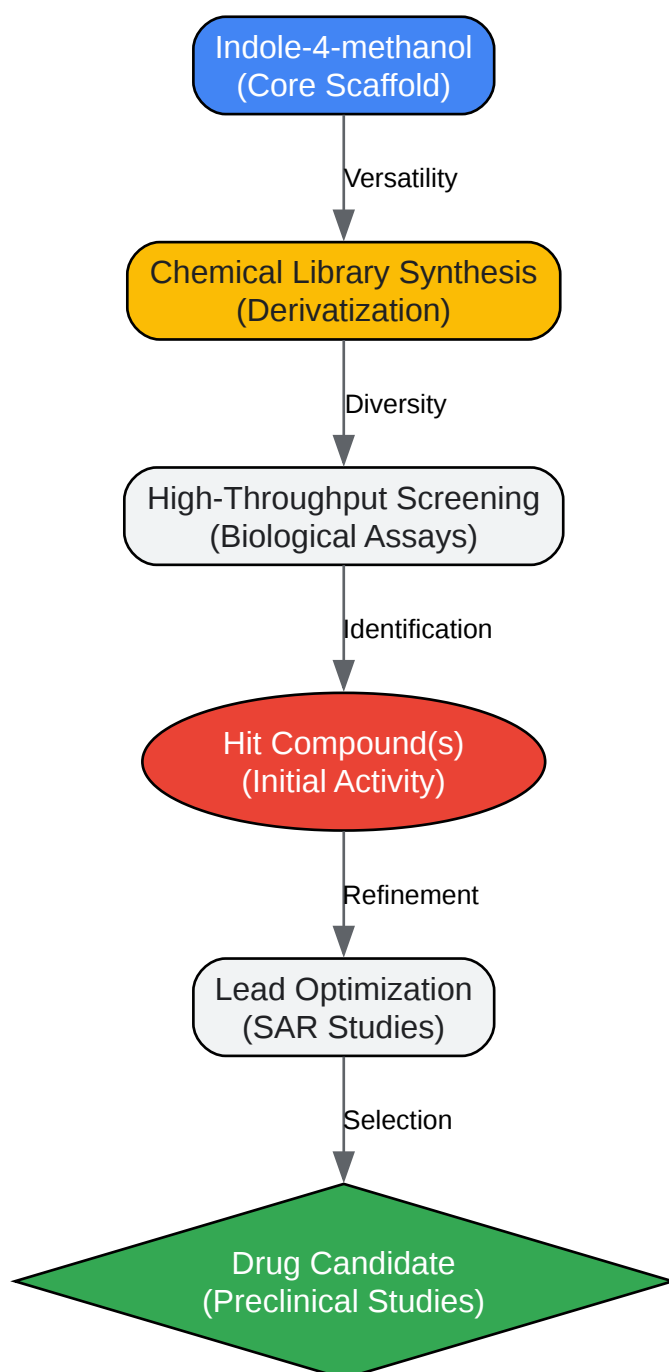 Indole-4-methanol
(Core Scaffold)
Versatility
Chemical Library Synthesis
(Derivatization)
Diversity
High-Throughput Screening
(Biological Assays)
Identification
Hit Compound(s)
(Initial Activity)
Refinement
Lead Optimization
(SAR Studies)
Selection
Drug Candidate
(Preclinical Studies)